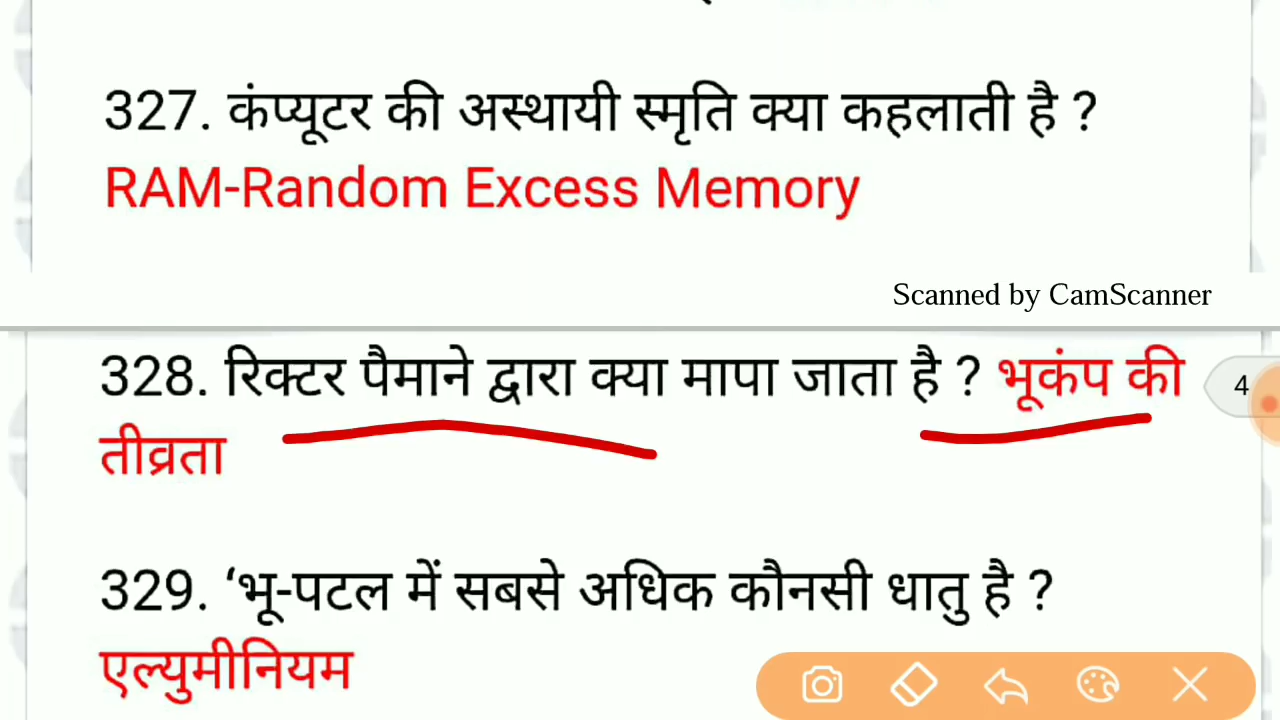 327. कंप्यूटर की अस्थायी स्मृति क्या कहलाती है ?
RAM-Random Excess Memory
Scanned by CamScanner
328. रिक्टर पैमाने द्वारा क्या मापा जाता है ? भूकंप की
तीव्रता
4
329. ‘भू-पटल में सबसे अधिक कौनसी धातु है ?
एल्युमीनियम